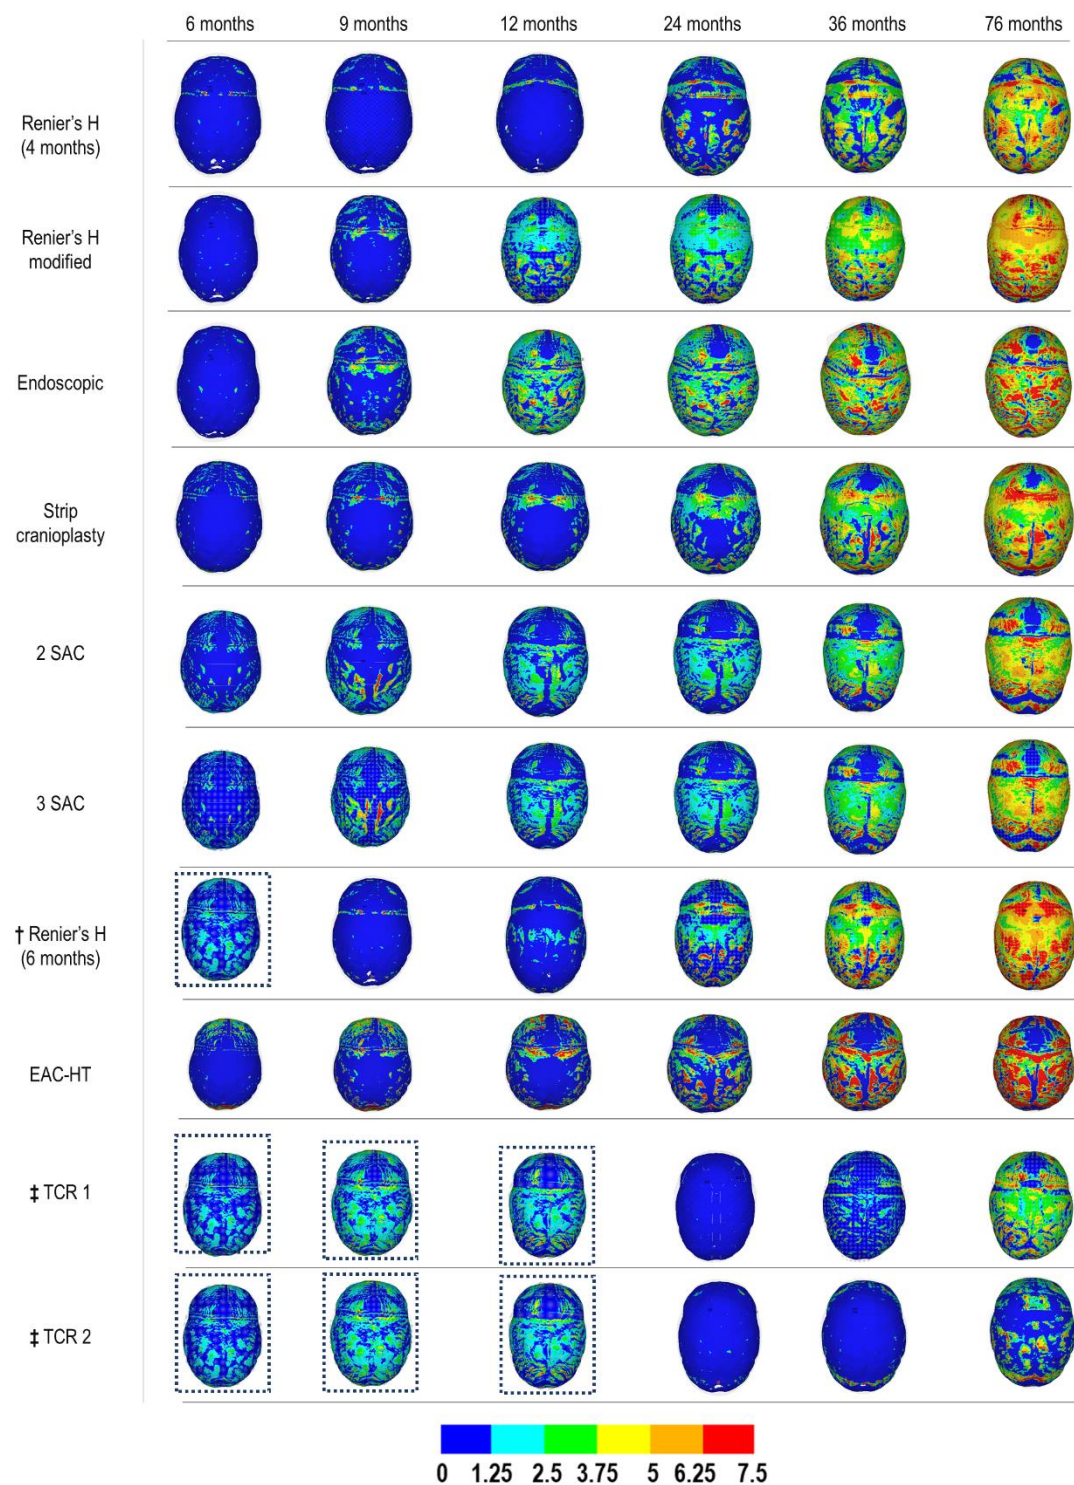 6 months 9 months 12 months 24 months 36 months 76 months
Renier's H
(4 months)
Renier's H
modified
Endoscopic
Strip
cranioplasty
2 SAC
3 SAC
† Renier's H
(6 months)
EAC-HT
‡ TCR 1
‡ TCR 2
0 1.25 2.5 3.75 5 6.25 7.5